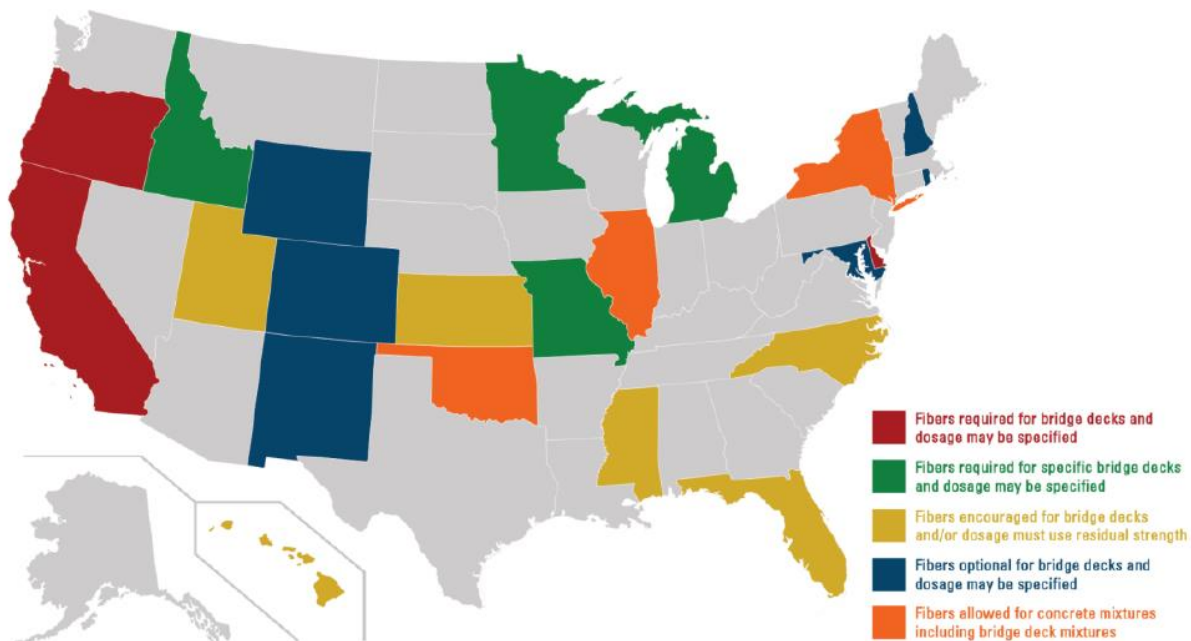 Fibers required for bridge decks and
dosage may be specified
Fibers required for specific bridge decks
and dosage may be specified
Fibers encouraged for bridge decks
and/or dosage must use residual strength
Fibers optional for bridge decks and
dosage may be specified
Fibers allowed for concrete mixtures
including bridge deck mixtures